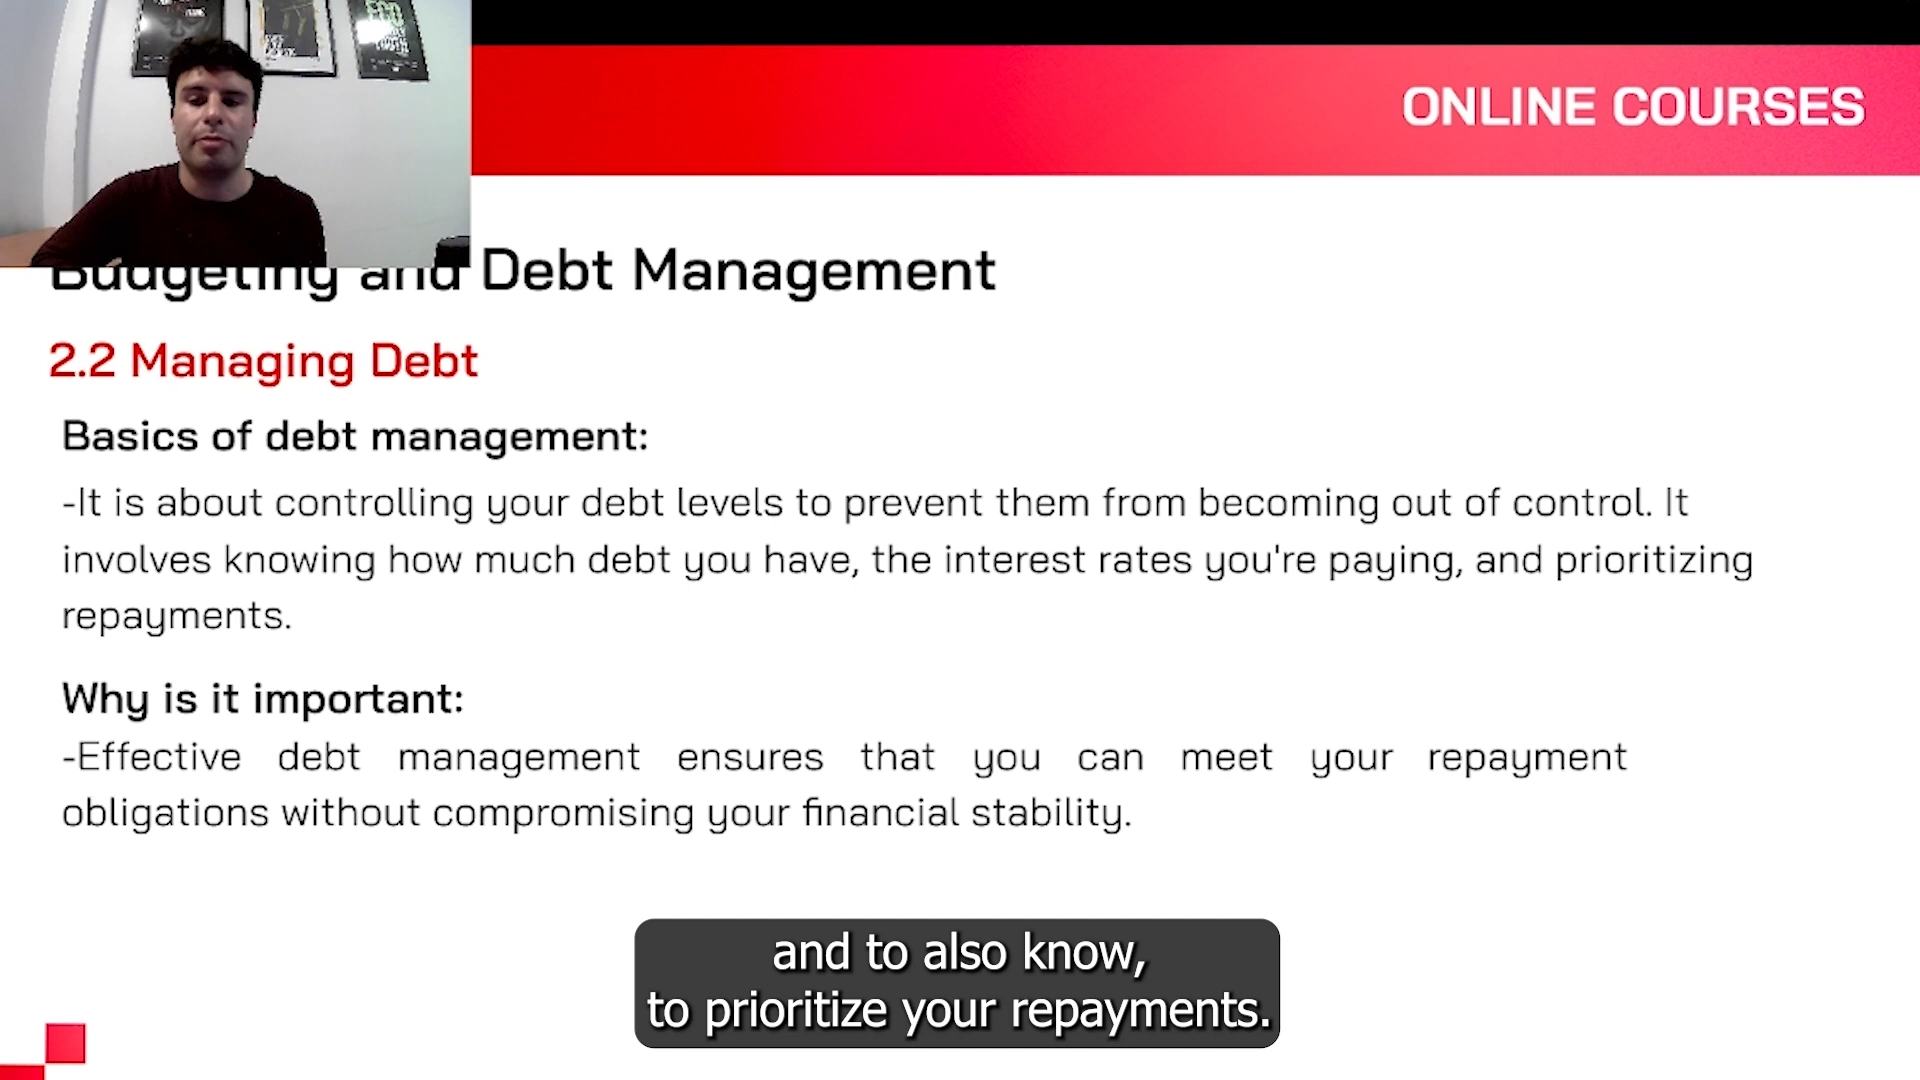 ONLINE COURSES
Budgeting and Debt Management
2.2 Managing Debt
Basics of debt management:
-It is about controlling your debt levels to prevent them from becoming out of control. It
involves knowing how much debt you have, the interest rates you're paying, and prioritizing
repayments.
Why is it important:
-Effective debt management ensures that you can meet your repayment
obligations without compromising your financial stability.
and to also know,
to prioritize your repayments.